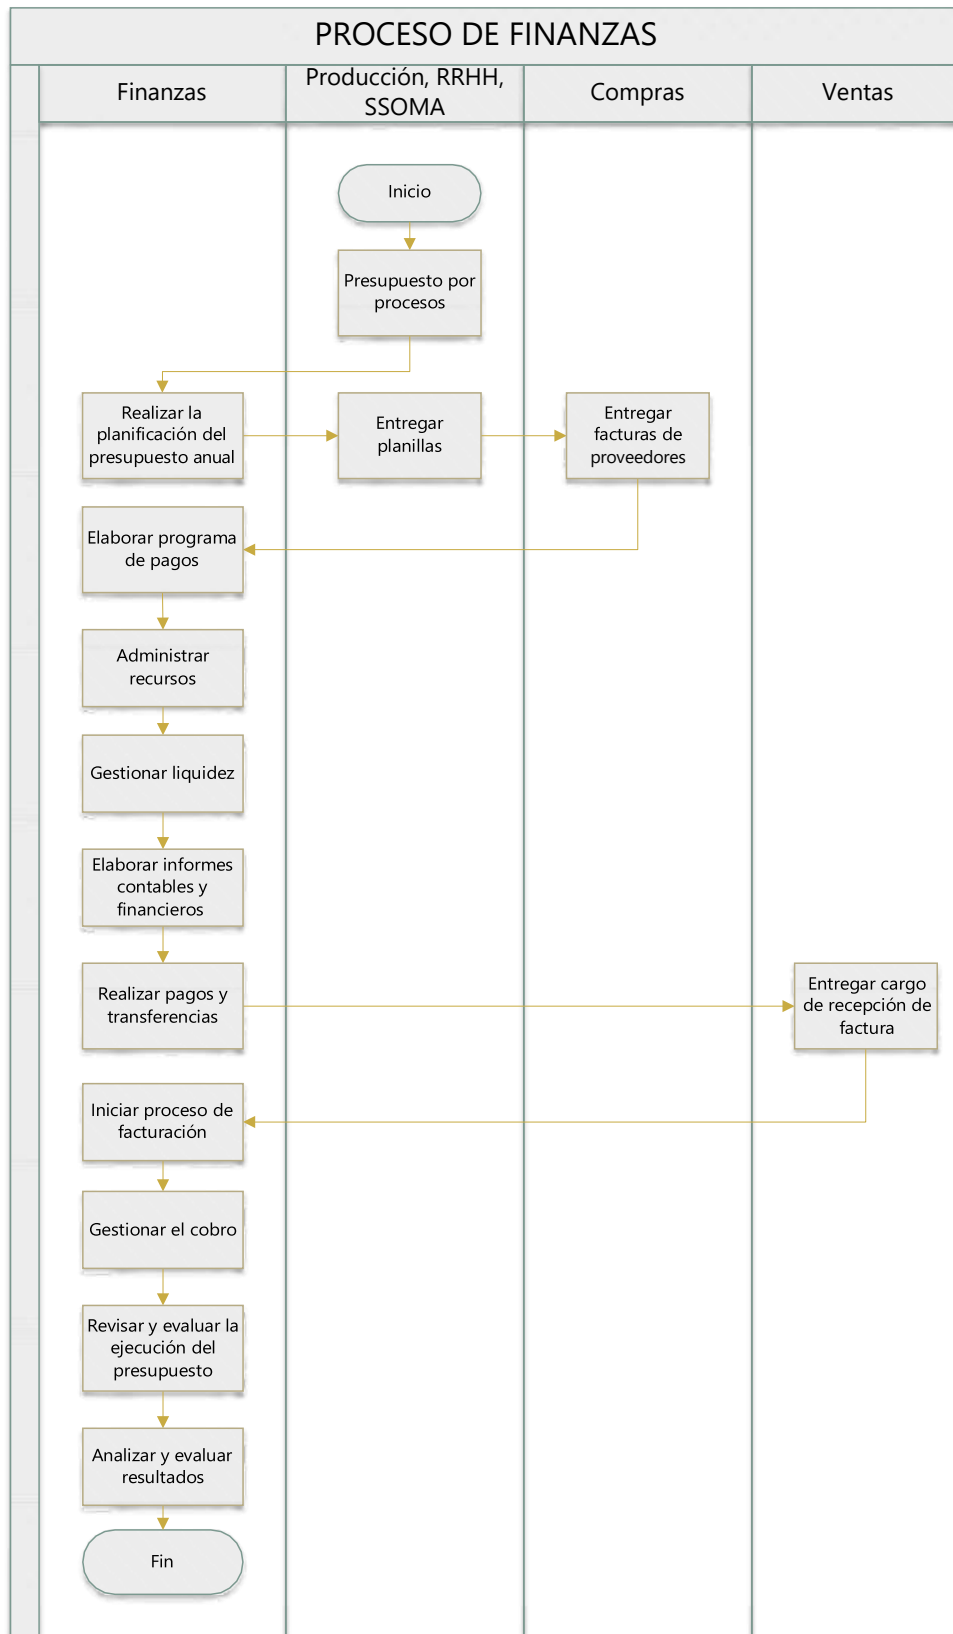 PROCESO DE FINANZAS
Finanzas
Producción, RRHH,
SSOMA
Compras
Ventas
Inicio
Presupuesto por
procesos
Realizar la
planificación del
presupuesto anual
Entregar
planillas
Entregar
facturas de
proveedores
Elaborar programa
de pagos
Administrar
recursos
Gestionar liquidez
Elaborar informes
contables y
financieros
Realizar pagos y
transferencias
Entregar cargo
de recepción de
factura
Iniciar proceso de
facturación
Gestionar el cobro
Revisar y evaluar la
ejecución del
presupuesto
Analizar y evaluar
resultados
Fin